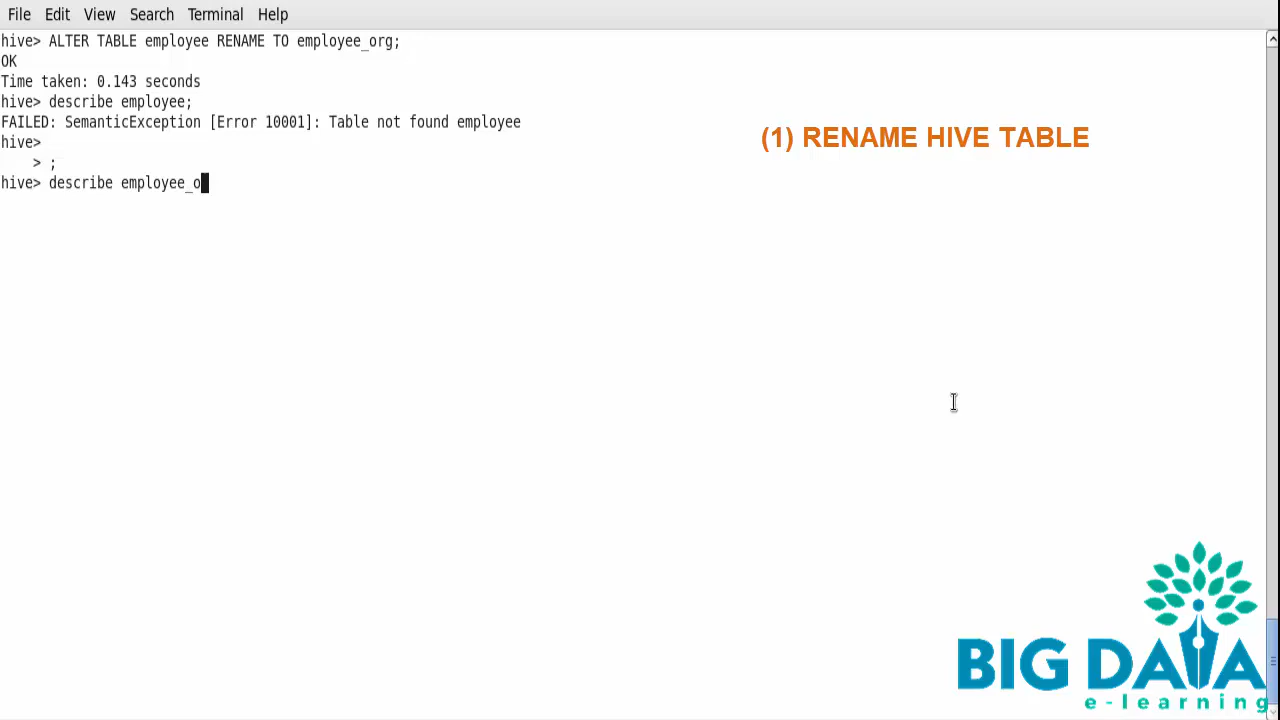 File Edit View Search Terminal Help
hive> ALTER TABLE employee RENAME TO employee_org;
OK
Time taken: 0.143 seconds
hive> describe employee;
FAILED: SemanticException [Error 10001]: Table not found employee
(1) RENAME HIVE TABLE
hive>
    > ;
hive> describe employee_o
BIG DATA
e-learning